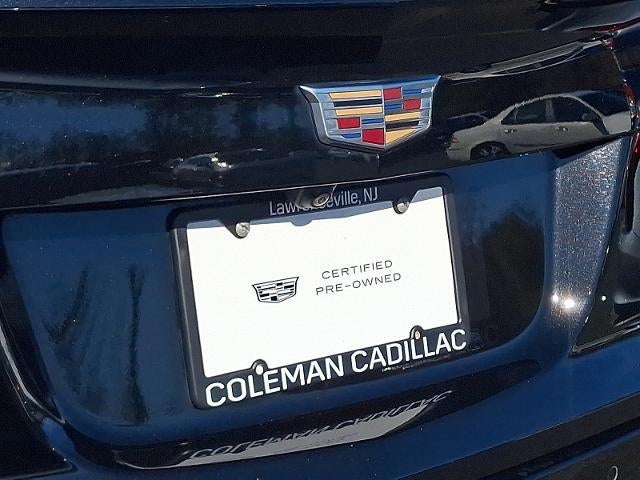 Lawrenceville, NJ
CERTIFIED
PRE-OWNED
COLEMAN CADILLAC